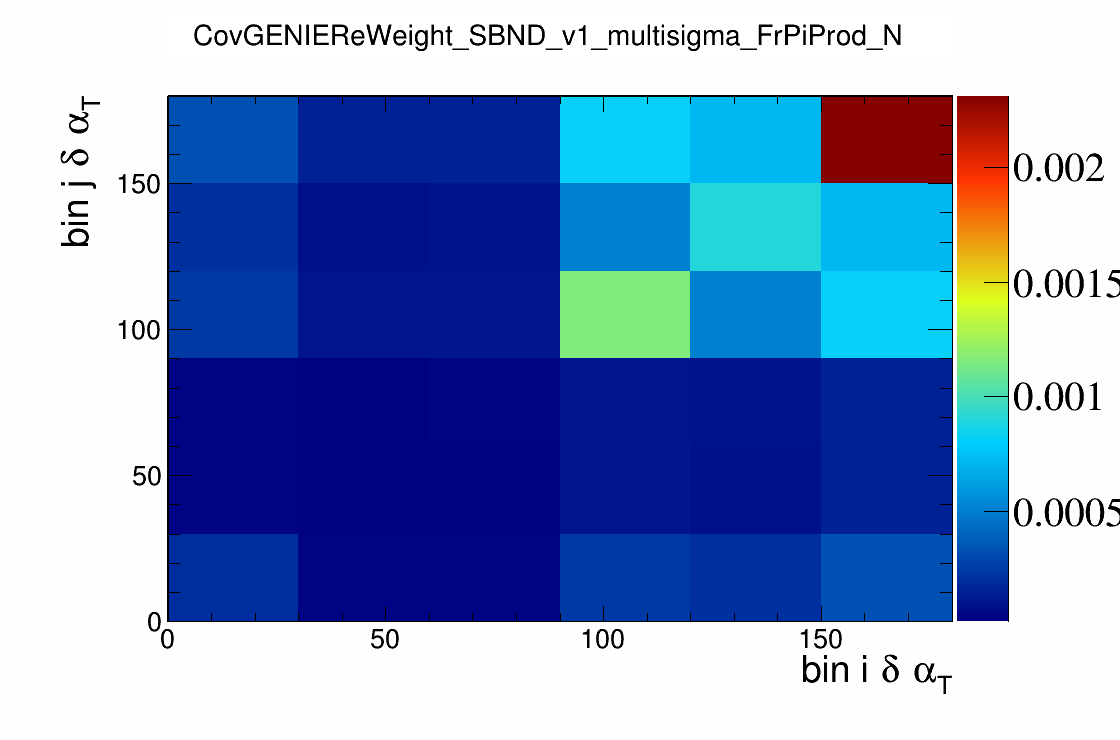 CovGENIEReWeight_SBND_v1_multisigma_FrPiProd_N
bin j δ α_T
150
100
50
0
0 50 100 150
bin i δ α_T
0.002
0.0015
0.001
0.0005